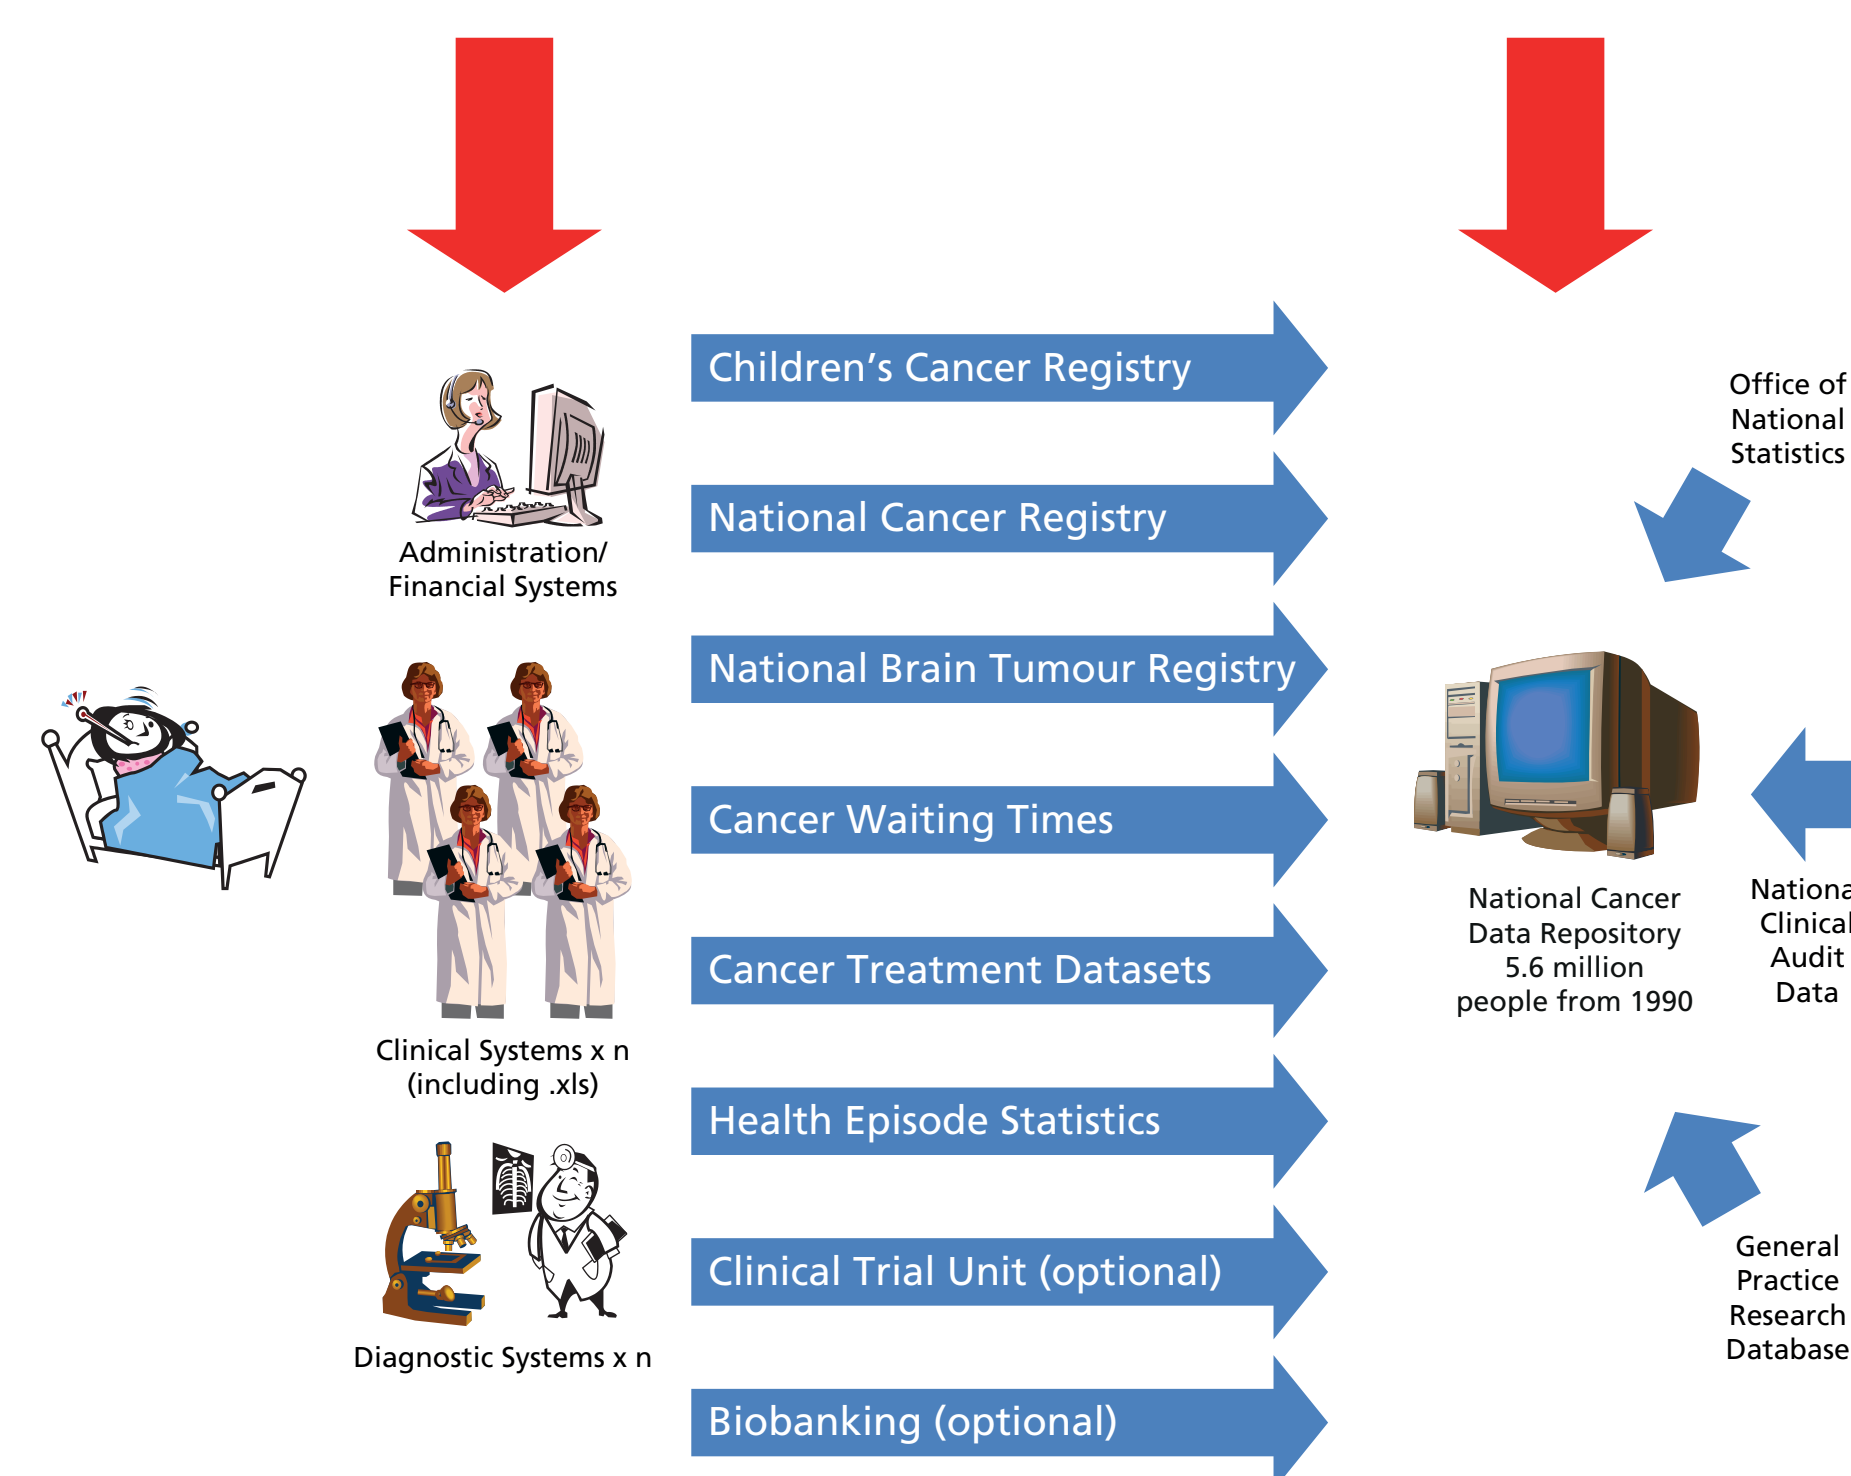 Administration/
Financial Systems
Clinical Systems x n
(including .xls)
Diagnostic Systems x n
Children's Cancer Registry
National Cancer Registry
National Brain Tumour Registry
Cancer Waiting Times
Cancer Treatment Datasets
Health Episode Statistics
Clinical Trial Unit (optional)
Biobanking (optional)
National Cancer
Data Repository
5.6 million
people from 1990
Office of
National
Statistics
Nationa
Clinical
Audit
Data
General
Practice
Research
Database